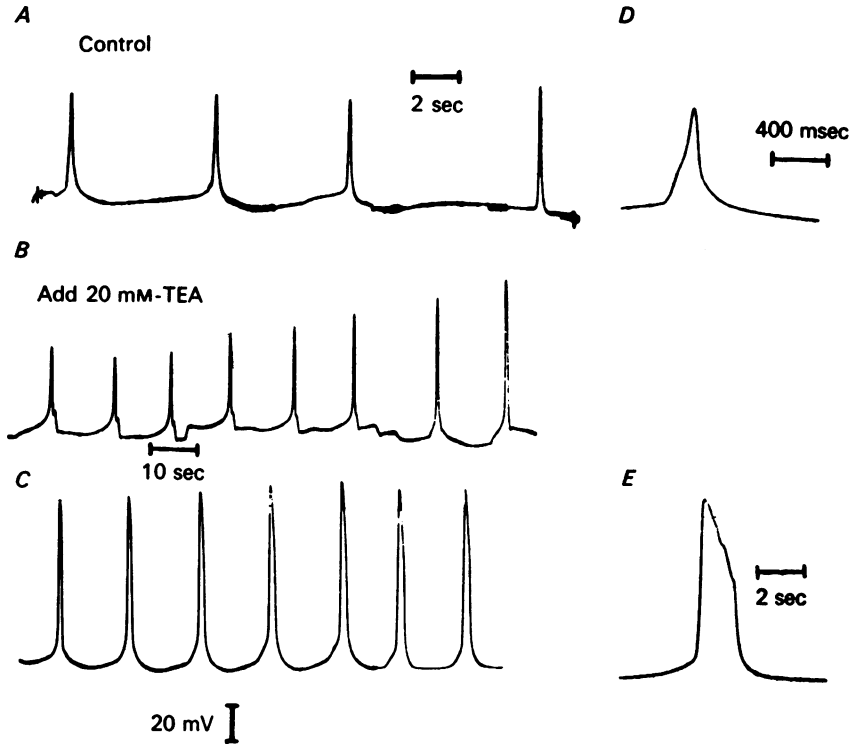 A
Control
2 sec
D
400 msec
B
Add 20 mM-TEA
10 sec
C
E
2 sec
20 mV